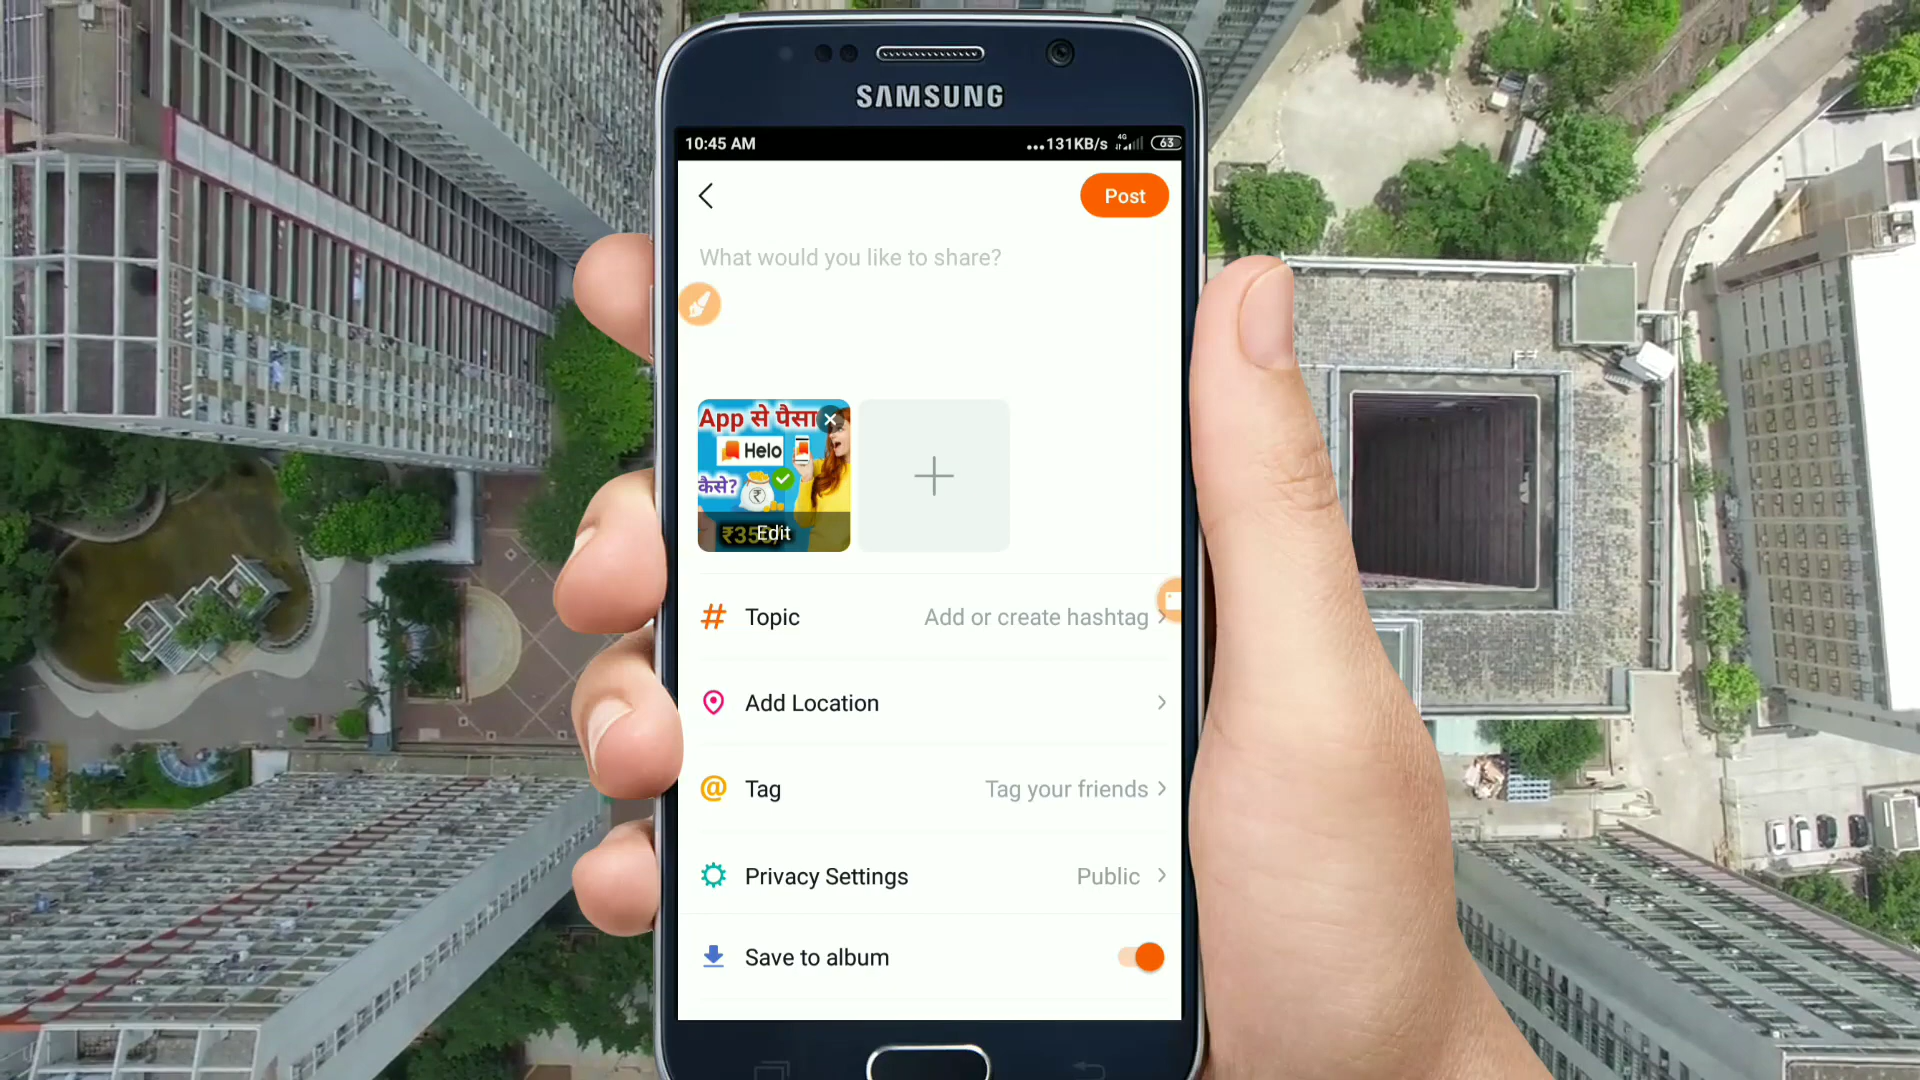 SAMSUNG
10:45 AM
...131KB/s 4G 63
Post
What would you like to share?
App से पैसा
Helo
कैसे?
Edit
# Topic Add or create hashtag >
Add Location >
@ Tag Tag your friends >
Privacy Settings Public >
Save to album